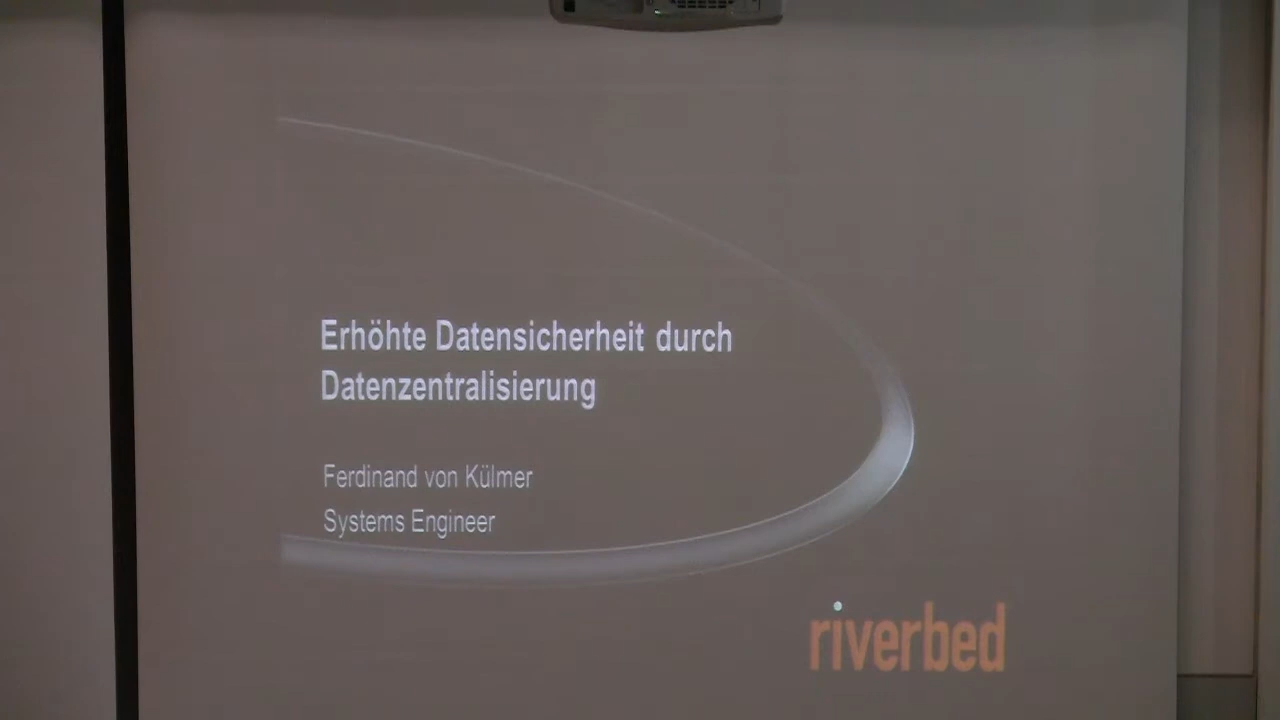 Erhöhte Datensicherheit durch
Datenzentralisierung
Ferdinand von Külmer
Systems Engineer
riverbed